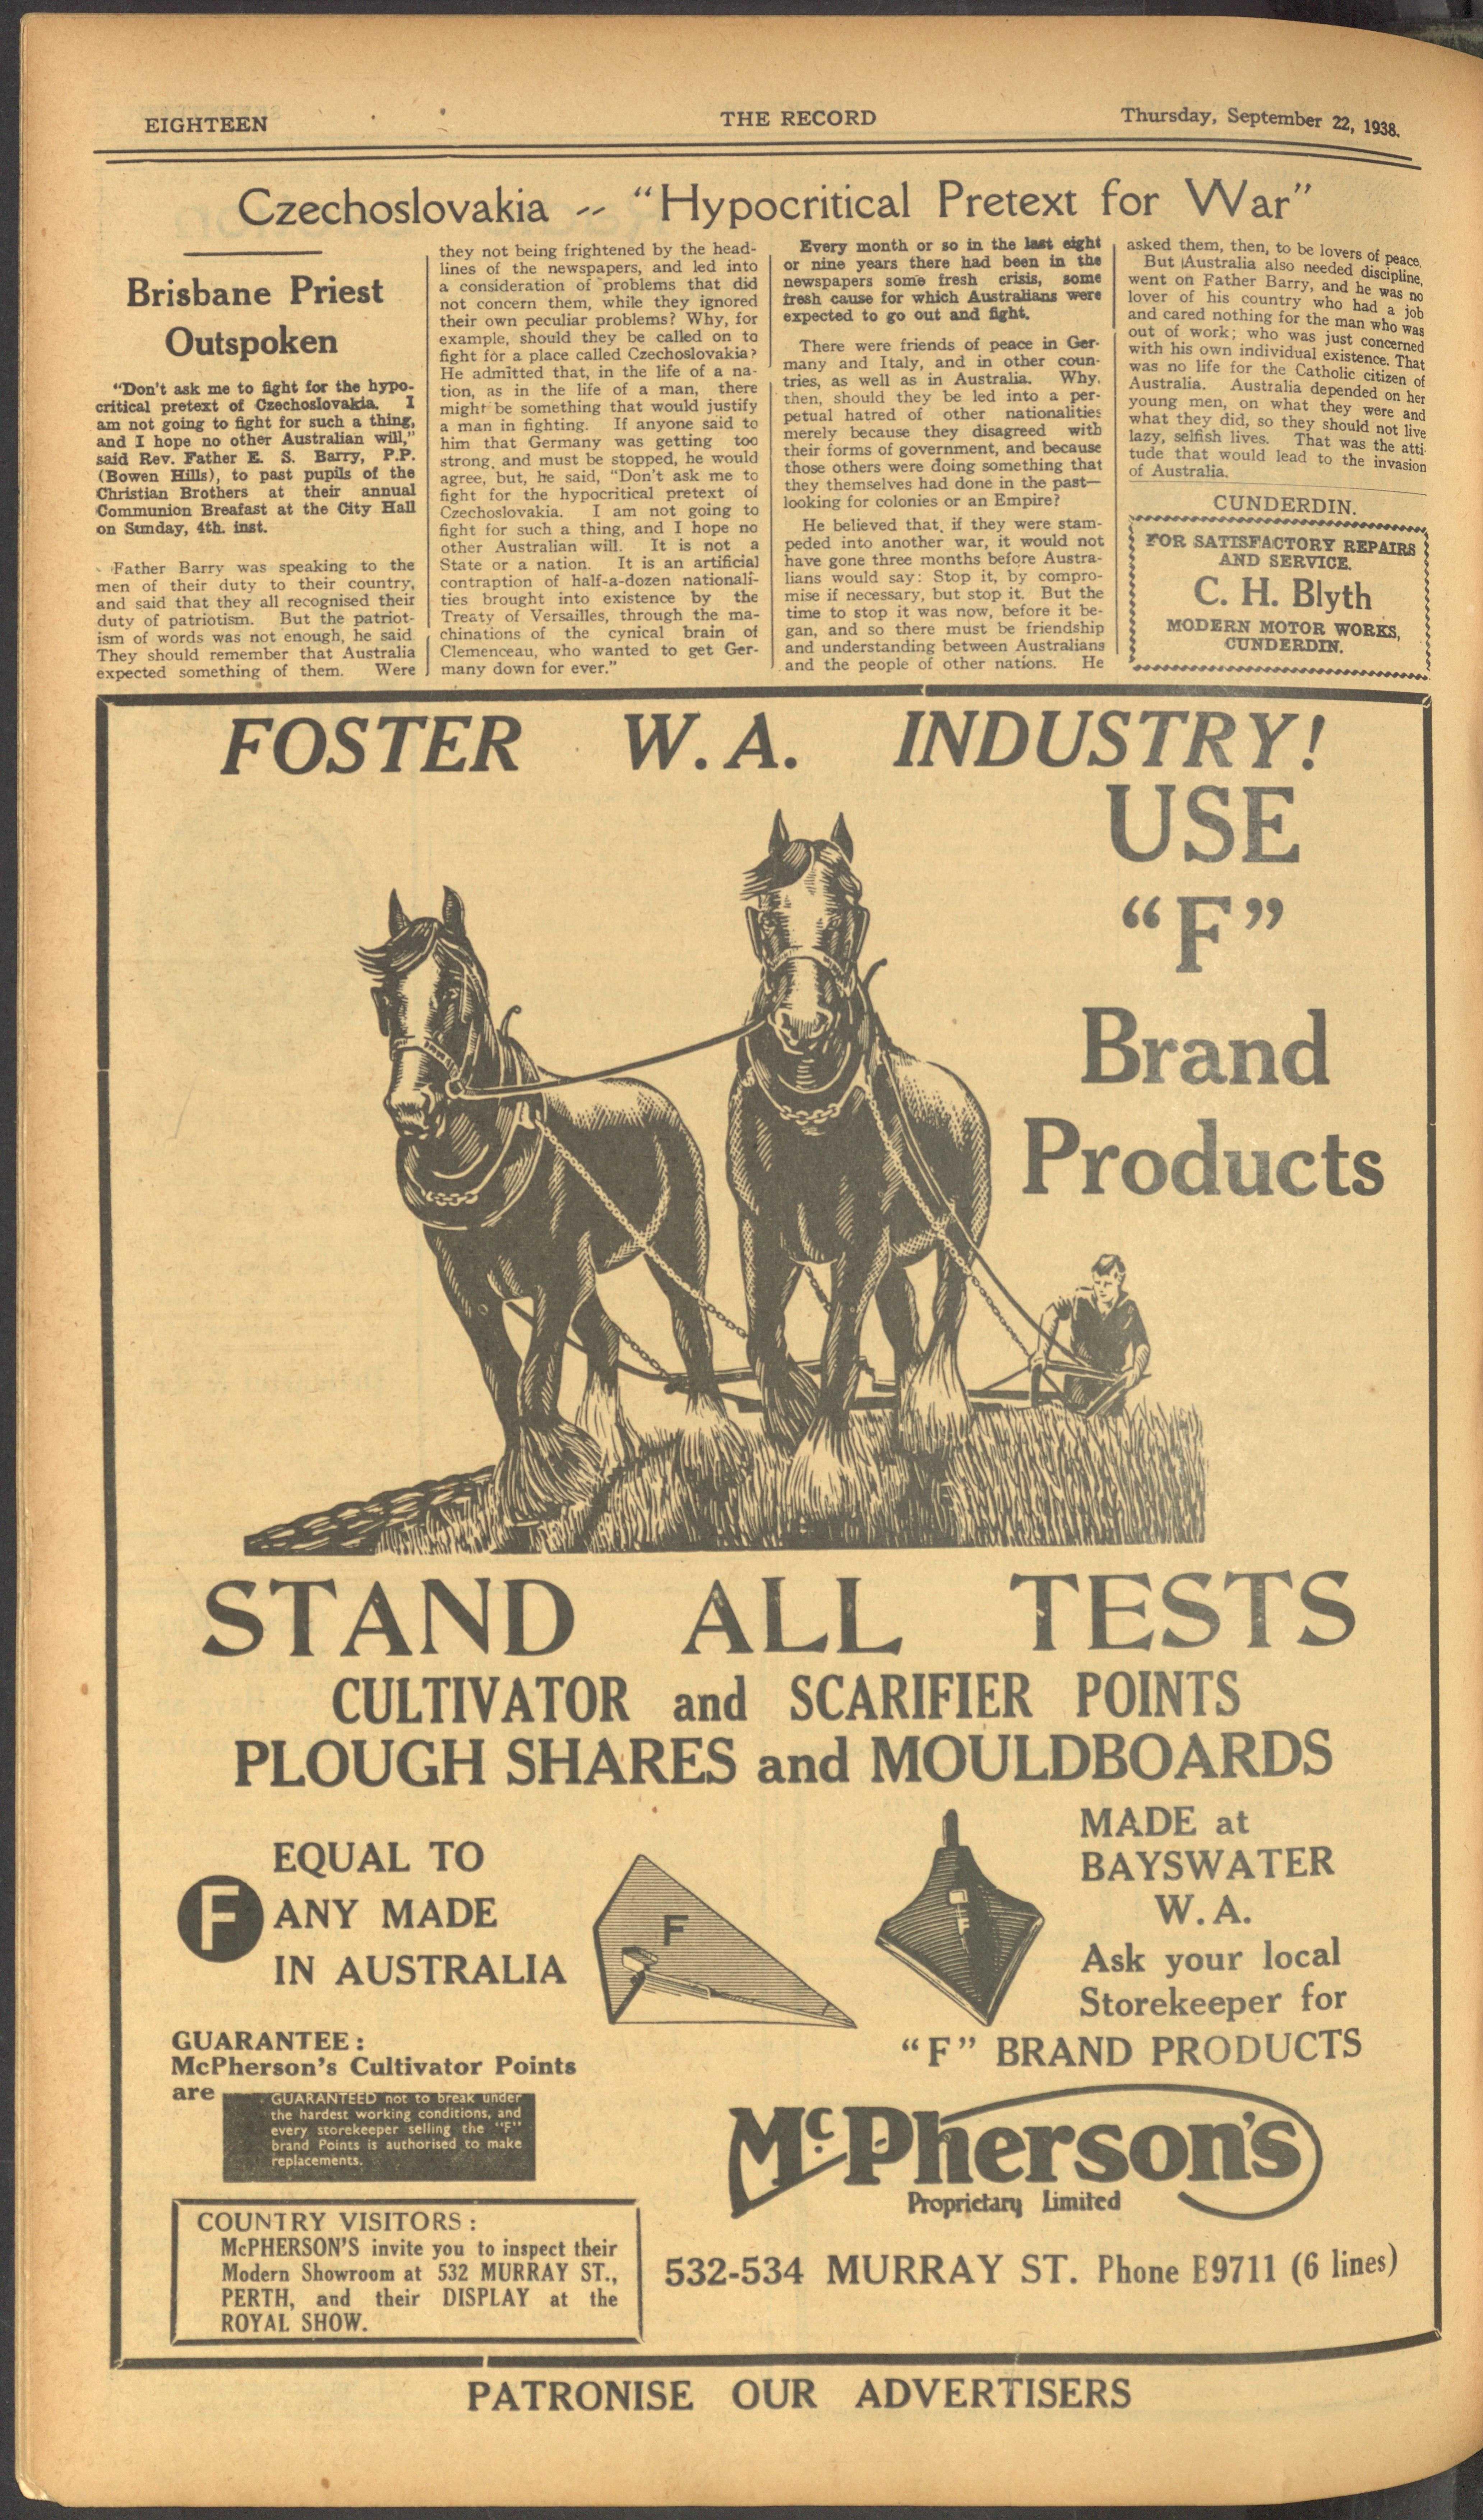 EIGHTEEN
THE RECORD
Thursday, September 22, 1938.
Czechoslovakia -- "Hypocritical Pretext for War"
Brisbane Priest
Outspoken
"Don't ask me to fight for the hypo-
critical pretext of Czechoslovakia. I
am not going to fight for such a thing,
and I hope no other Australian will,"
said Rev. Father E. S. Barry, P.P.
(Bowen Hills), to past pupils of the
Christian Brothers at their annual
Communion Breafast at the City Hall
on Sunday, 4th. inst.
Father Barry was speaking to the
men of their duty to their country,
and said that they all recognised their
duty of patriotism. But the patriot-
ism of words was not enough, he said
They should remember that Australia
expected something of them. Were
they not being frightened by the head-
lines of the newspapers, and led into
a consideration of problems that did
not concern them, while they ignored
their own peculiar problems? Why, for
example, should they be called on to
fight for a place called Czechoslovakia?
He admitted that, in the life of a na-
tion, as in the life of a man, there
might be something that would justify
a man in fighting. If anyone said to
him that Germany was getting too
strong, and must be stopped, he would
agree, but, he said, "Don't ask me to
fight for the hypocritical pretext of
Czechoslovakia. I am not going to
fight for such a thing, and I hope no
other Australian will. It is not a
State or a nation. It is an artificial
contraption of half-a-dozen nationali-
ties brought into existence by the
Treaty of Versailles, through the ma-
chinations of the cynical brain of
Clemenceau, who wanted to get Ger-
many down for ever."
Every month or so in the last eight
or nine years there had been in the
newspapers some fresh crisis, some
fresh cause for which Australians were
expected to go out and fight.
There were friends of peace in Ger-
many and Italy, and in other coun-
tries, as well as in Australia. Why,
then, should they be led into a per-
petual hatred of other nationalities
merely because they disagreed with
their forms of government, and because
those others were doing something that
they themselves had done in the past—
looking for colonies or an Empire?
He believed that, if they were stam-
peded into another war, it would not
have gone three months before Austra-
lians would say: Stop it, by compro-
mise if necessary, but stop it. But the
time to stop it was now, before it be-
gan, and so there must be friendship
and understanding between Australians
and the people of other nations. He
asked them, then, to be lovers of peace.
But Australia also needed discipline,
went on Father Barry, and he was no
lover of his country who had a job
and cared nothing for the man who was
out of work; who was just concerned
with his own individual existence. That
was no life for the Catholic citizen of
Australia. Australia depended on her
young men, on what they were and
what they did, so they should not live
lazy, selfish lives. That was the atti-
tude that would lead to the invasion
of Australia.
CUNDERDIN.
FOR SATISFACTORY REPAIRS
AND SERVICE.
C. H. Blyth
MODERN MOTOR WORKS,
CUNDERDIN.
FOSTER W.A. INDUSTRY!
USE
"F"
Brand
Products
STAND ALL TESTS
CULTIVATOR and SCARIFIER POINTS
PLOUGH SHARES and MOULDBOARDS
F
EQUAL TO
ANY MADE
IN AUSTRALIA
F
F
MADE at
BAYSWATER
W.A.
Ask your local
Storekeeper for
"F" BRAND PRODUCTS
GUARANTEE:
McPherson's Cultivator Points
are
GUARANTEED not to break under
the hardest working conditions, and
every storekeeper selling the "F"
brand Points is authorised to make
replacements.
McPherson's
Proprietary Limited
COUNTRY VISITORS:
McPHERSON'S invite you to inspect their
Modern Showroom at 532 MURRAY ST.,
PERTH, and their DISPLAY at the
ROYAL SHOW.
532-534 MURRAY ST. Phone E9711 (6 lines)
PATRONISE OUR ADVERTISERS